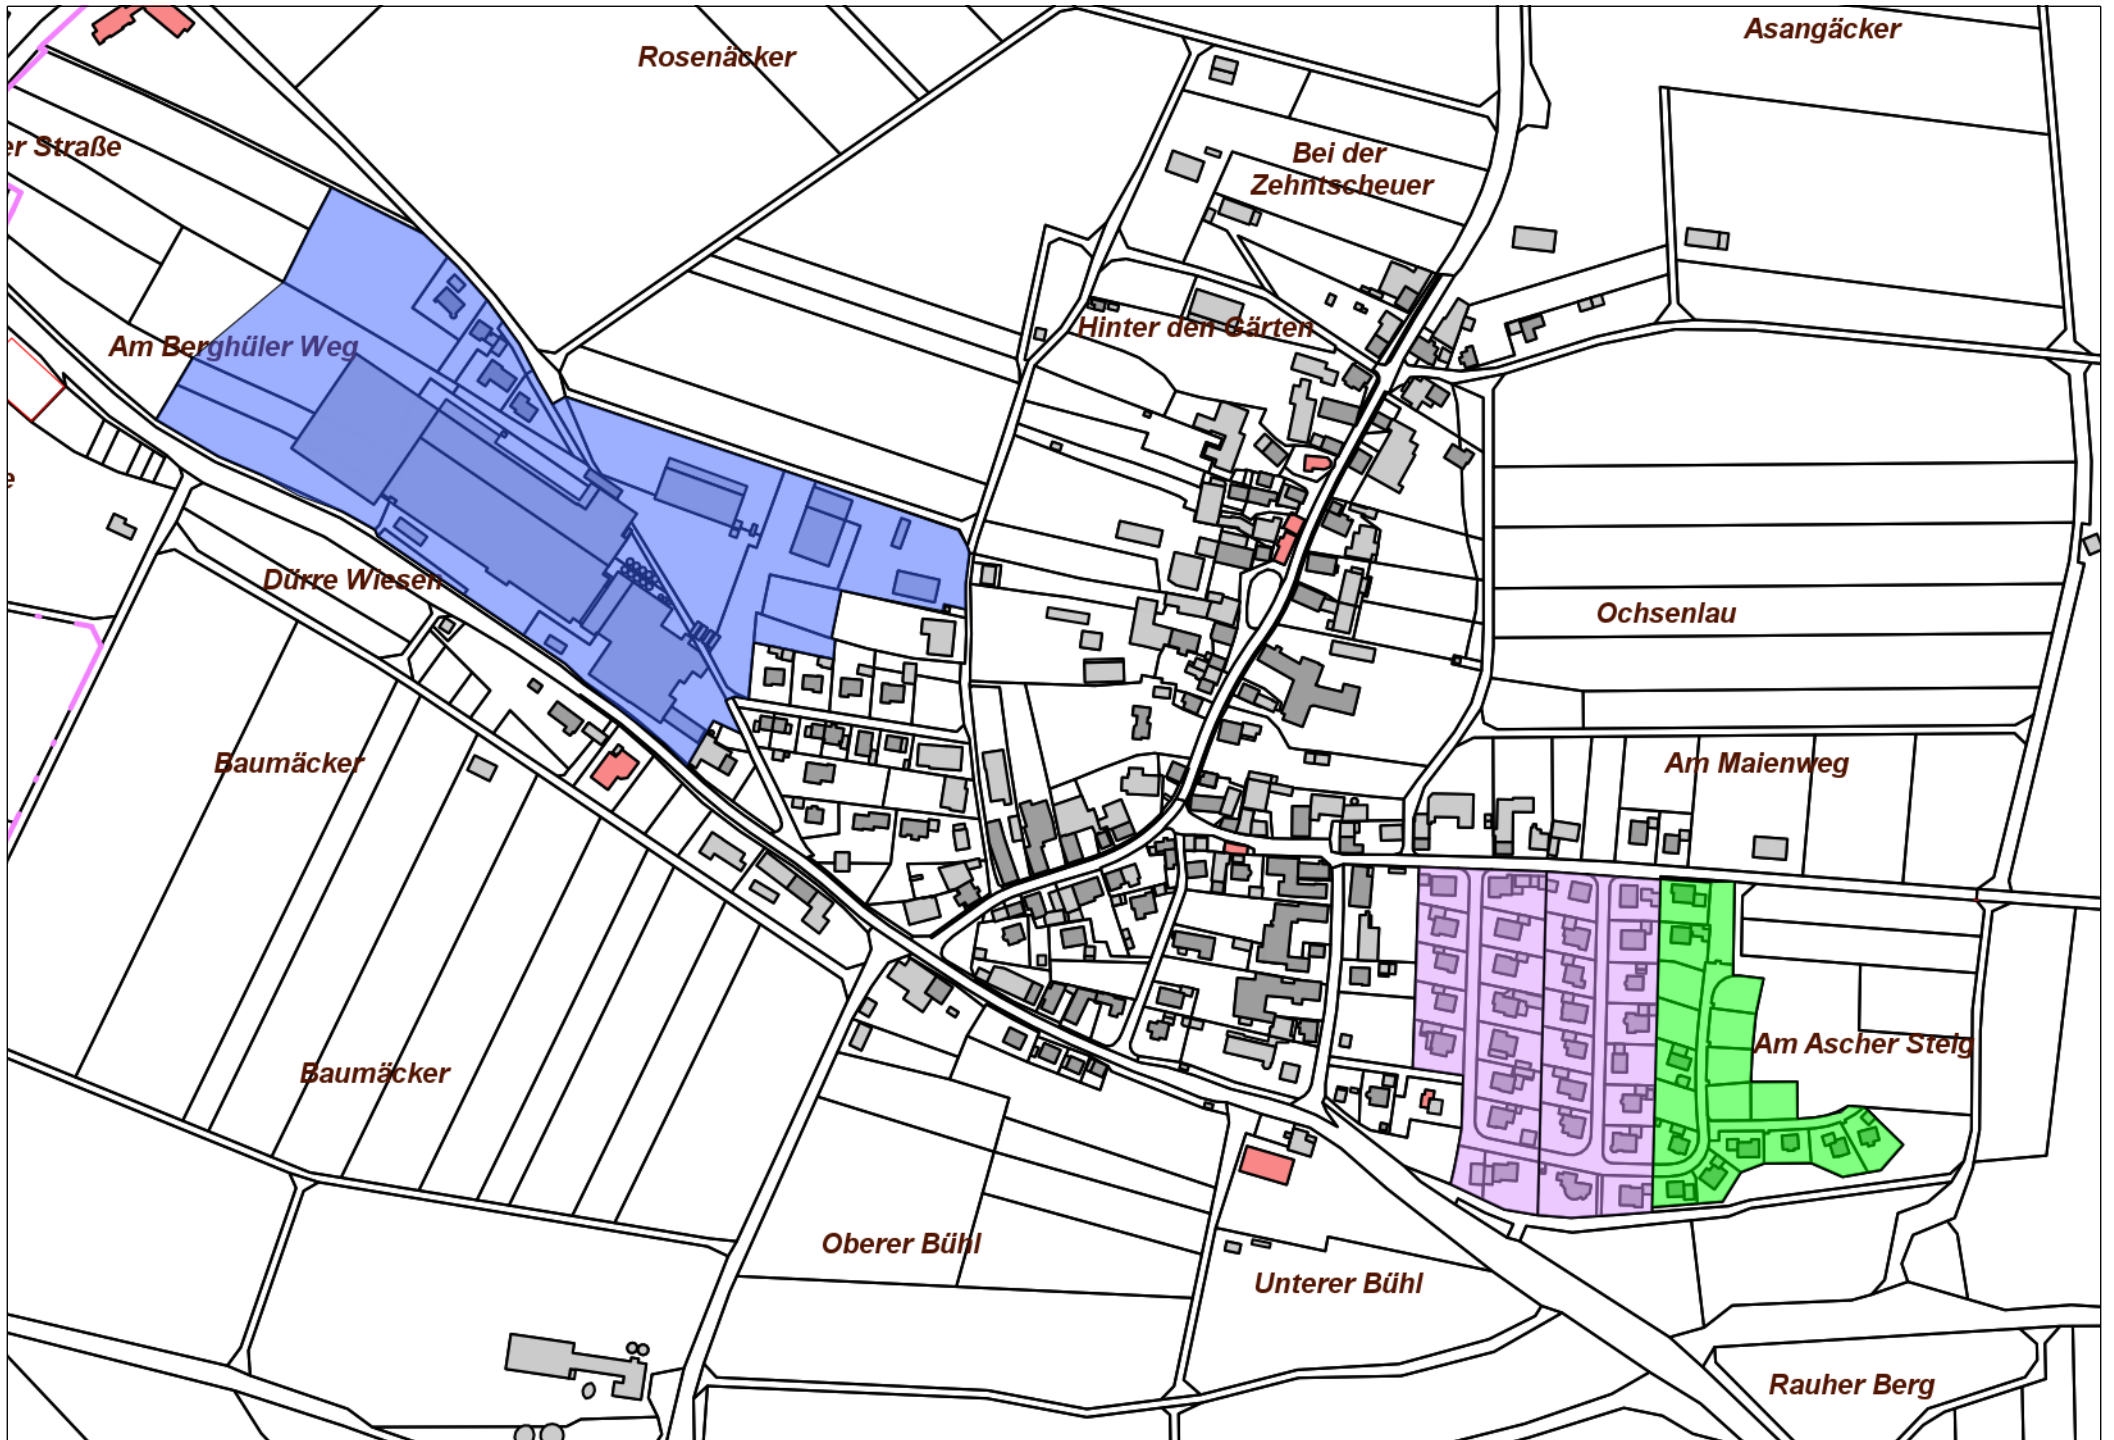 Asangäcker
Rosenäcker
er Straße
Bei der
Zehntscheuer
Hinter den Gärten
Am Berghüler Weg
e
Dürre Wiesen
Ochsenlau
Baumäcker
Am Maienweg
Am Ascher Steig
Baumäcker
Oberer Bühl
Unterer Bühl
Rauher Berg